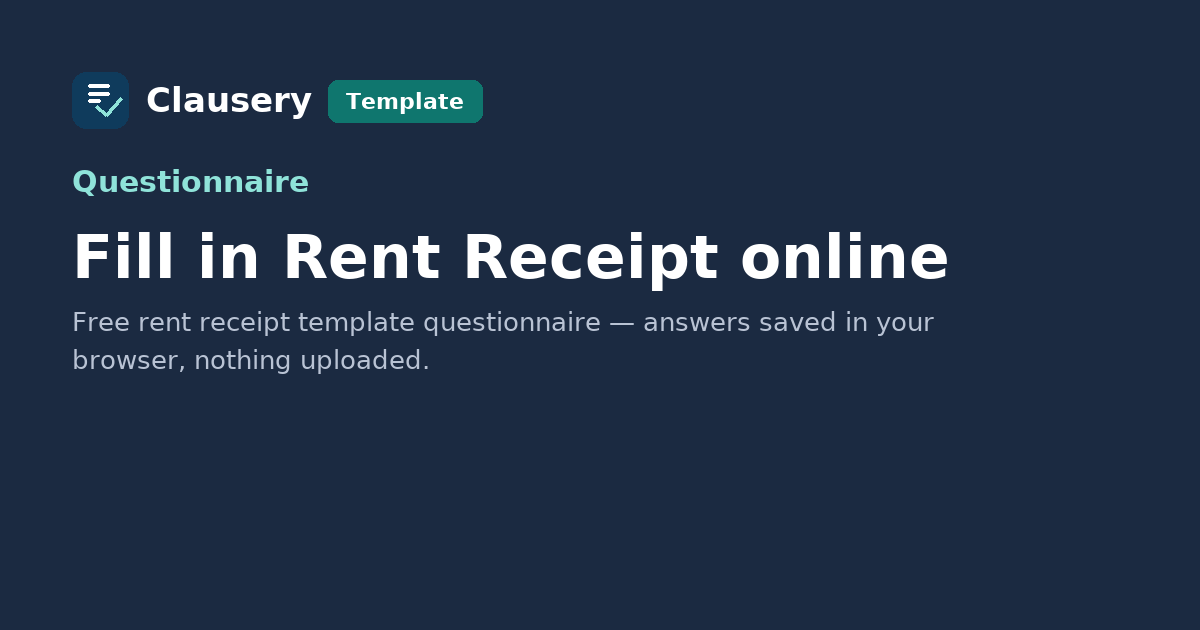 Clausery Template
Questionnaire
Fill in Rent Receipt online
Free rent receipt template questionnaire — answers saved in your
browser, nothing uploaded.